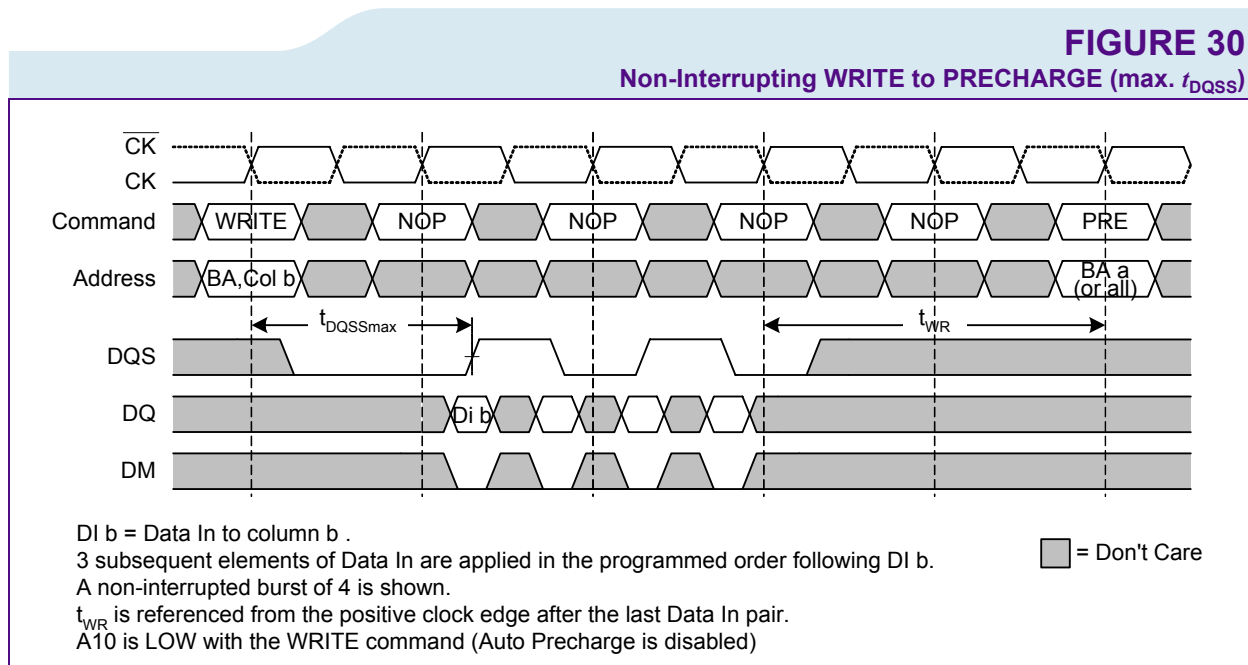 FIGURE 30
Non-Interrupting WRITE to PRECHARGE (max. tDQSS)
CK
CK
Command WRITE NOP NOP NOP NOP PRE
Address BA,Col b BA a
(or all)
tDQSSmax tWR
DQS
DQ Di b
DM
DI b = Data In to column b .
3 subsequent elements of Data In are applied in the programmed order following DI b.
= Don't Care
A non-interrupted burst of 4 is shown.
tWR is referenced from the positive clock edge after the last Data In pair.
A10 is LOW with the WRITE command (Auto Precharge is disabled)